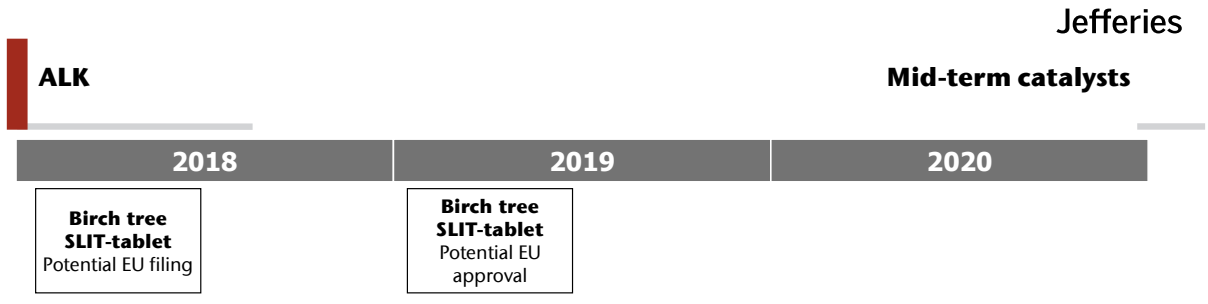 Jefferies
ALK
Mid-term catalysts
2018
2019
2020
Birch tree
SLIT-tablet
Potential EU filing
Birch tree
SLIT-tablet
Potential EU
approval